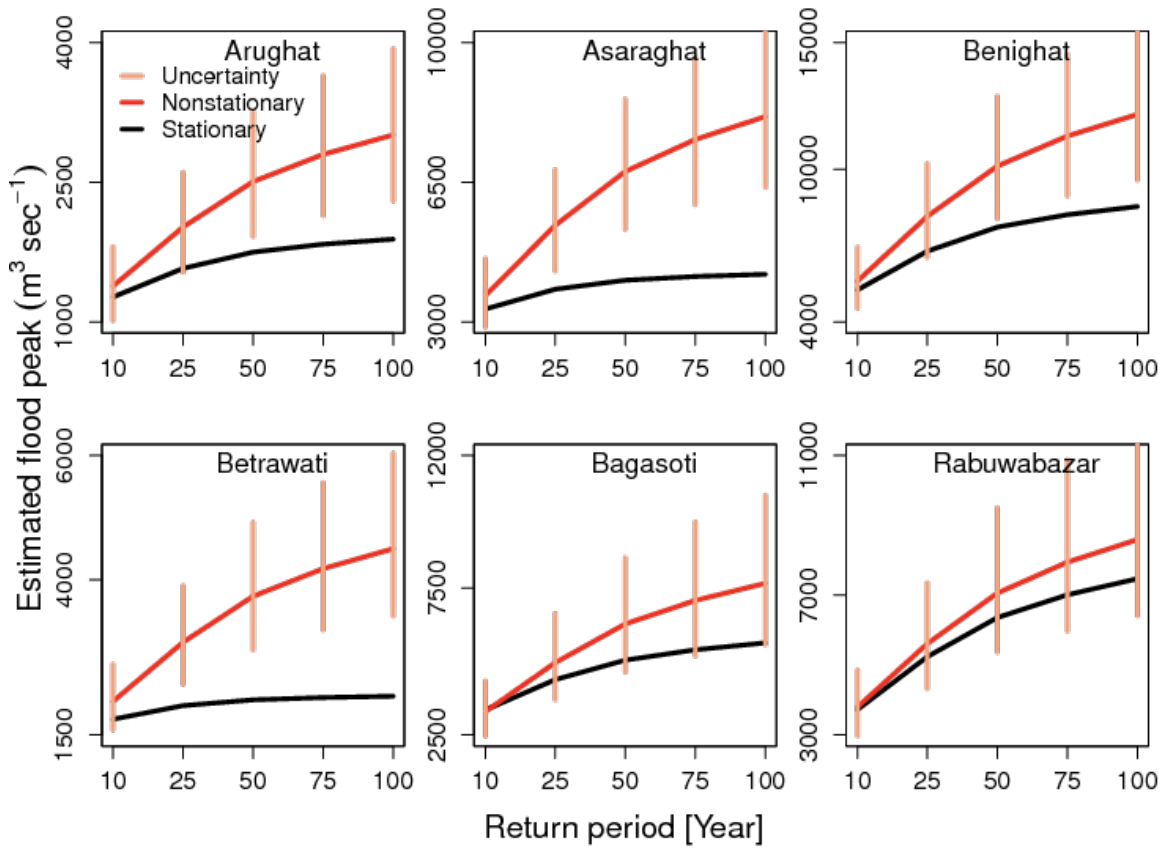 Estimated flood peak (m³ sec⁻¹)
Arughat
Uncertainty
Nonstationary
Stationary
4000
2500
1000
10 25 50 75 100
Asaraghat
10000
6500
3000
10 25 50 75 100
Benighat
15000
10000
4000
10 25 50 75 100
Betrawati
6000
4000
1500
10 25 50 75 100
Bagasoti
12000
7500
2500
10 25 50 75 100
Rabuwabazar
11000
7000
3000
10 25 50 75 100
Return period [Year]